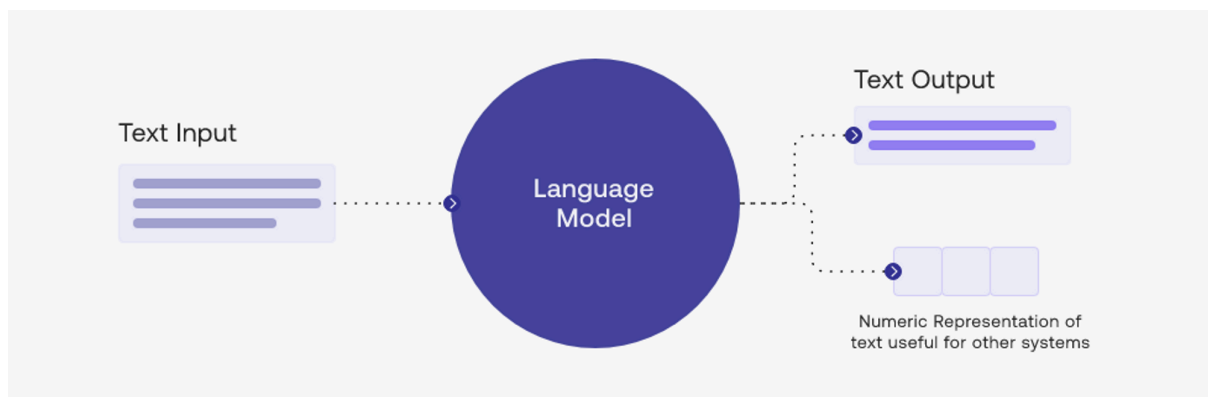 Text Input
Language
Model
Text Output
Numeric Representation of
text useful for other systems